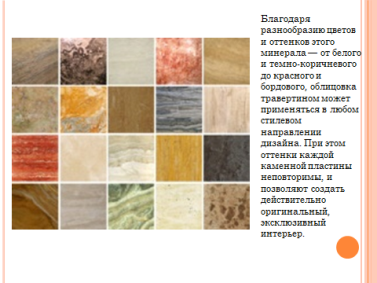 Благодаря
разнообразию цветов
и оттенков этого
минерала — от белого
и темно-коричневого
до красного и
бордового, облицовка
травертином может
применяться в любом
стилевом
направлении
дизайна. При этом
оттенки каждой
каменной пластины
неповторимы, и
позволяют создать
действительно
оригинальный,
эксклюзивный
интерьер.